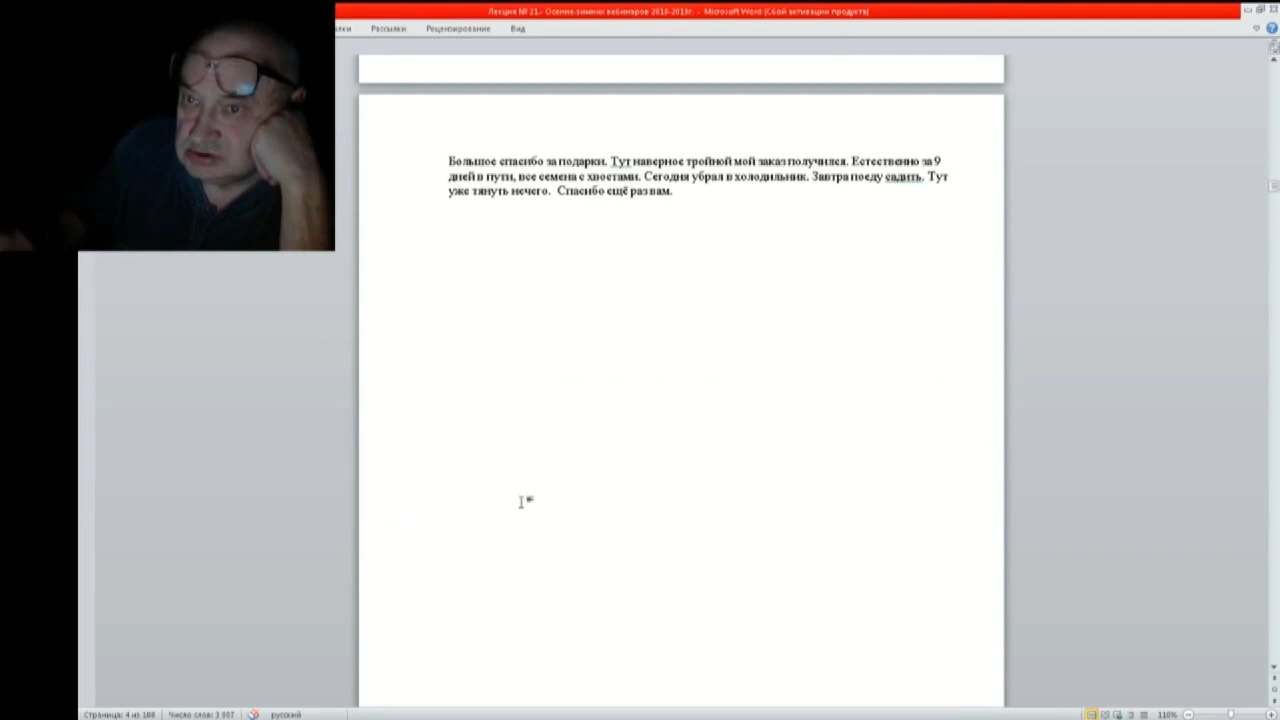 Лекция № 21.- Осенне-зимних вебинаров 2018-2019г. - Microsoft Word (Сбой активации продукта)
Рассылки Рецензирование Вид
Большое спасибо за подарки. Тут наверное тройной мой заказ получился. Естественно за 9
дней в пути, все семена с хвостами. Сегодня убрал в холодильник. Завтра поеду садить. Тут
уже тянуть нечего. Спасибо ещё раз вам.
Страница: 4 из 108 Число слов: 3 007 русский 110%